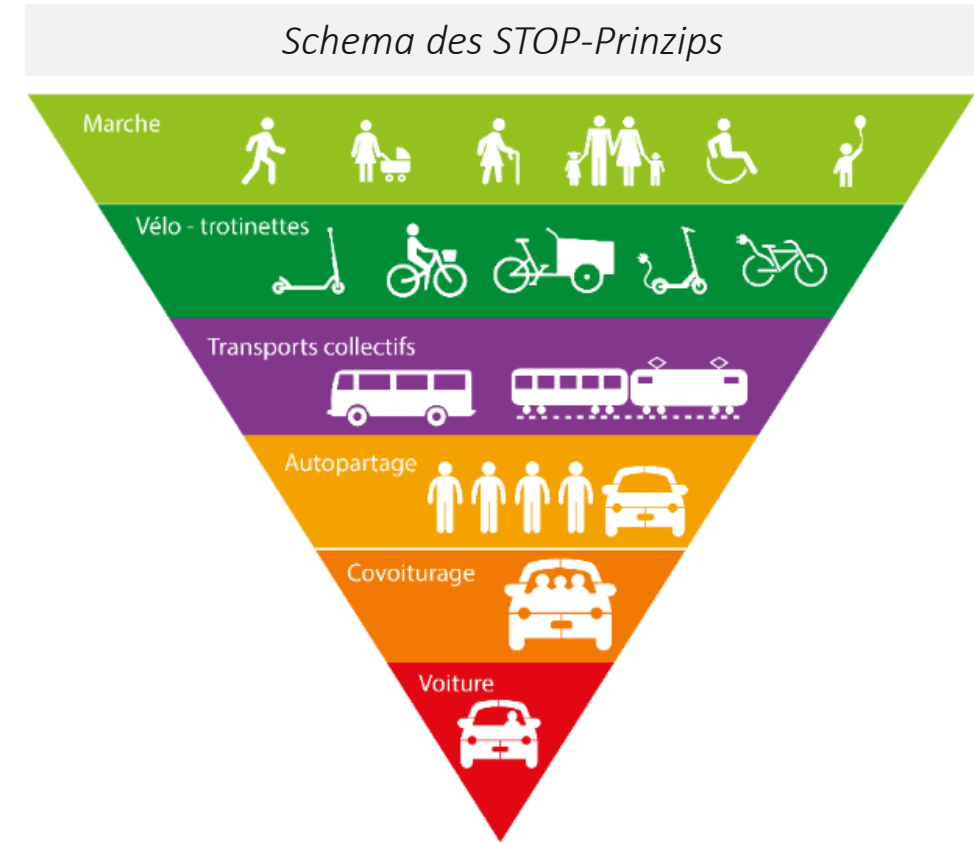 Schema des STOP-Prinzips
Marche
Vélo - trotinettes
Transports collectifs
Autopartage
Covoiturage
Voiture